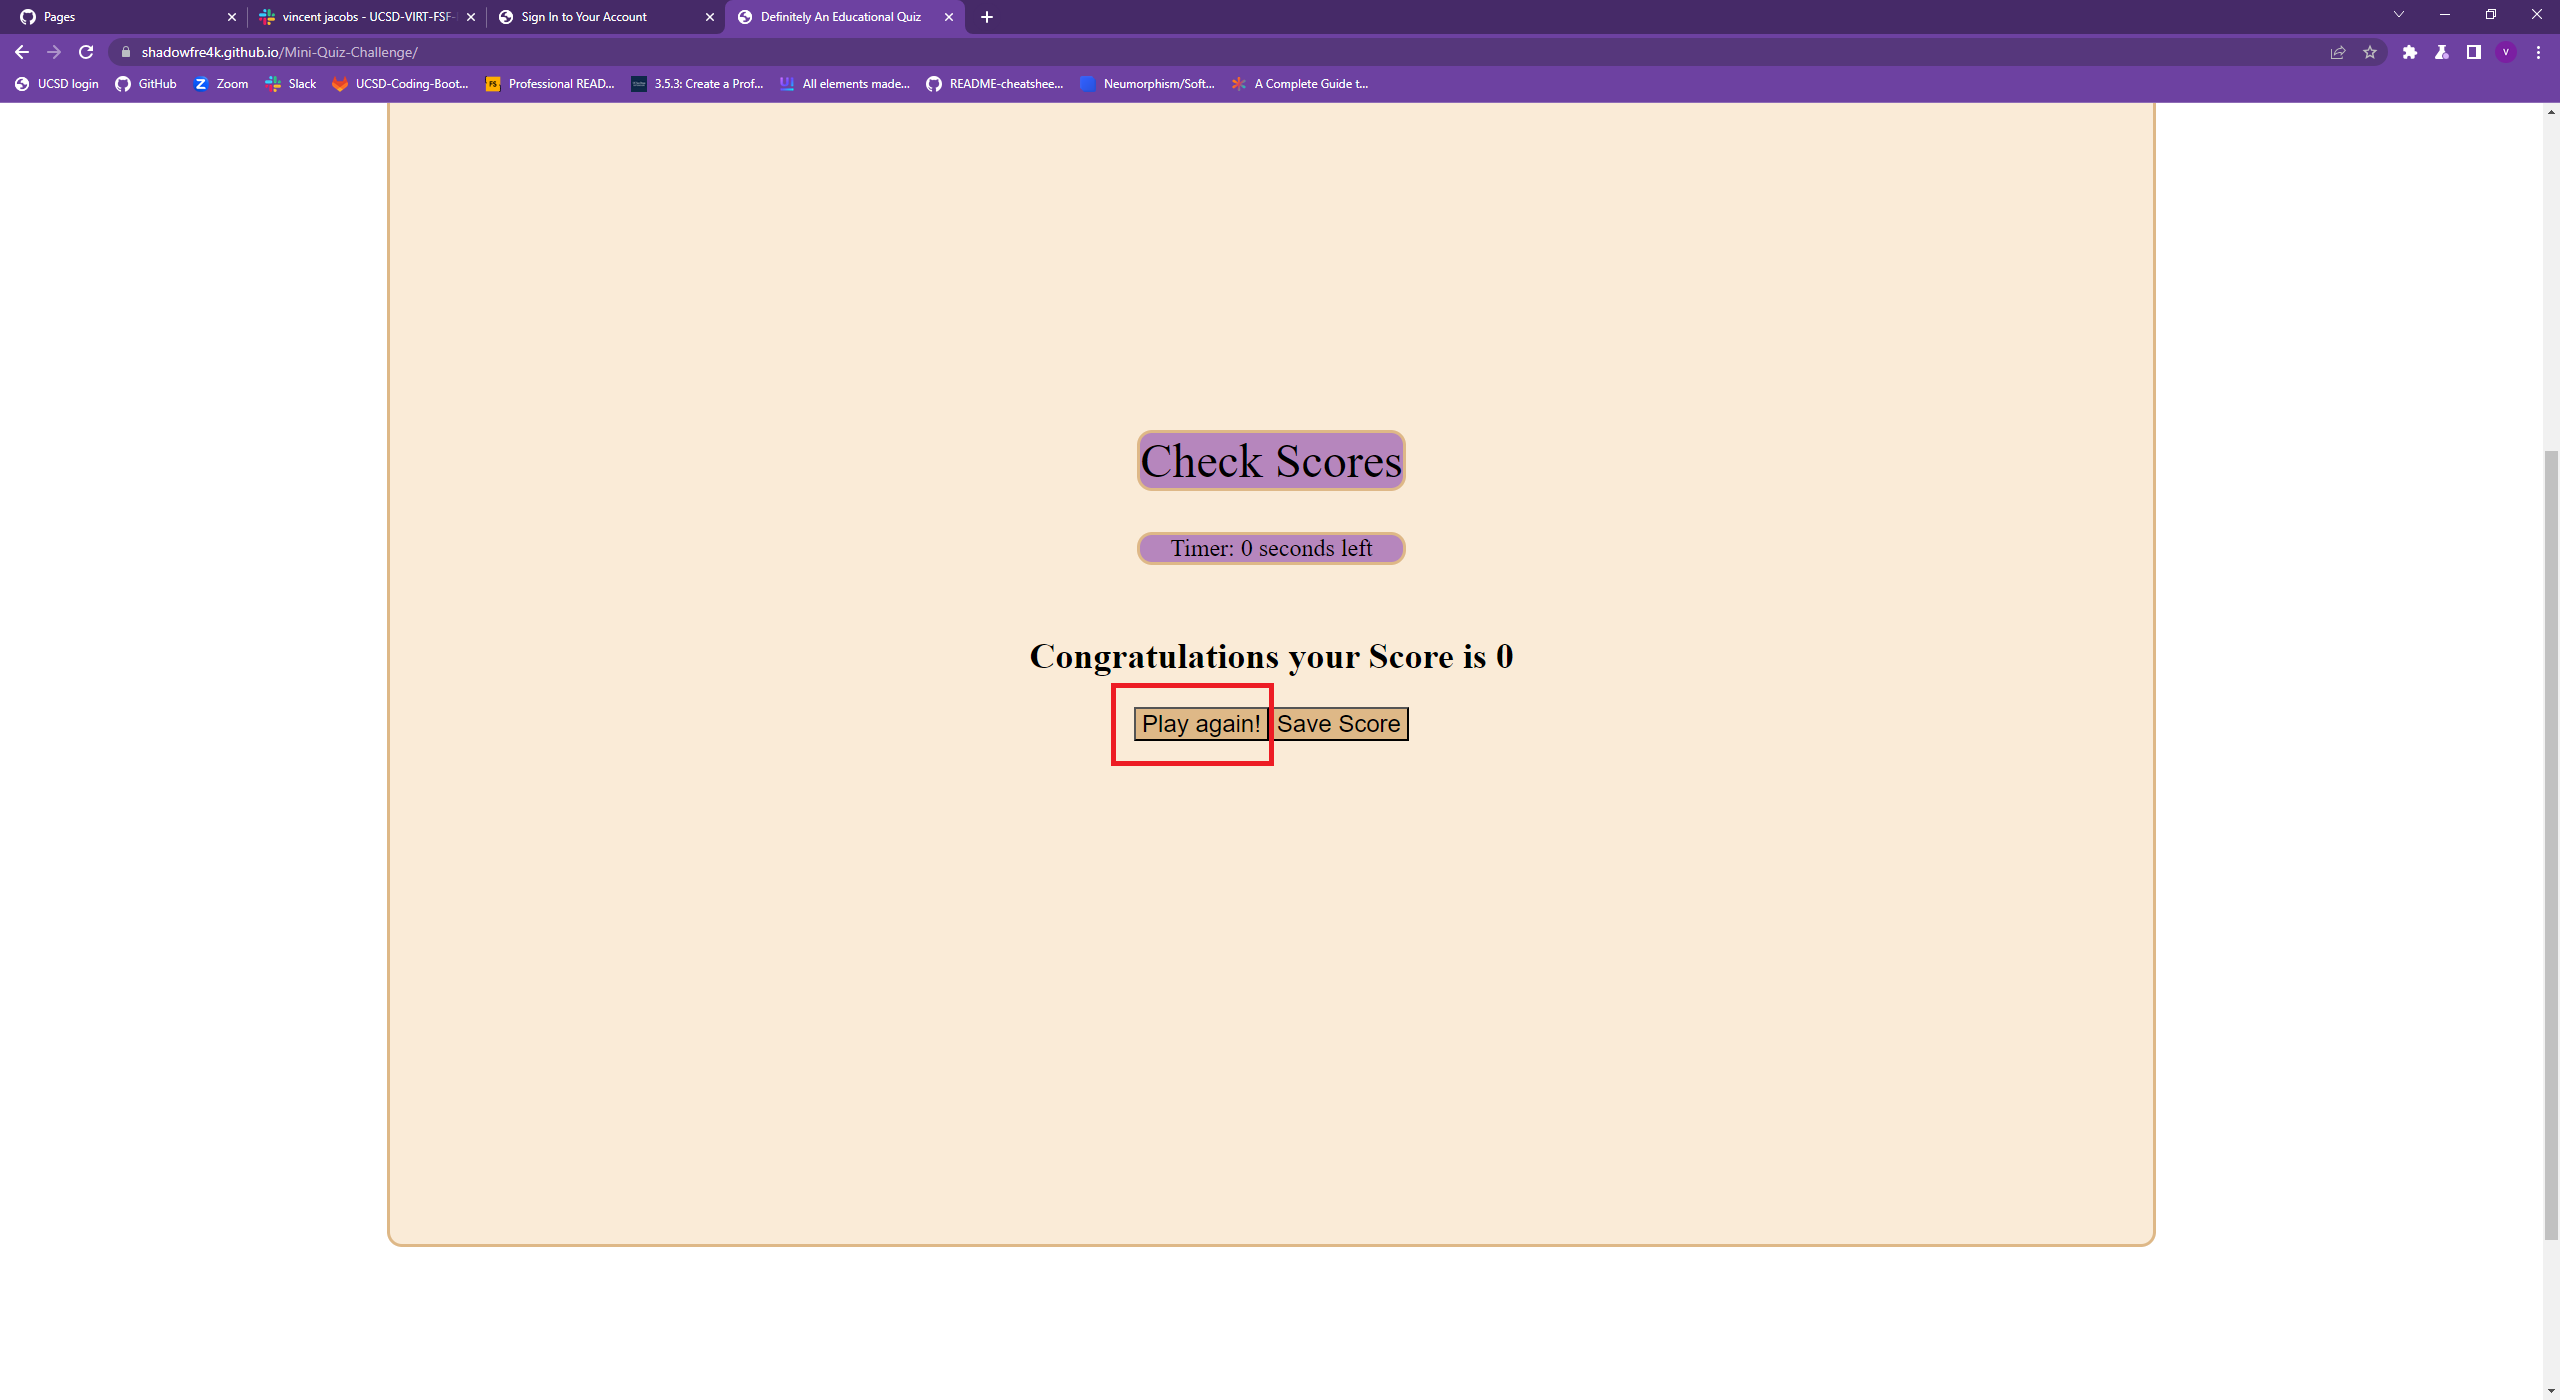 Pages
vincent jacobs - UCSD-VIRT-FSF-
Sign In to Your Account
Definitely An Educational Quiz
shadowfre4k.github.io/Mini-Quiz-Challenge/
V
UCSD login
GitHub
Zoom
Slack
UCSD-Coding-Boot...
Professional READ...
3.5.3: Create a Prof...
All elements made...
README-cheatshee...
Neumorphism/Soft...
A Complete Guide t...
Check Scores
Timer: 0 seconds left
Congratulations your Score is 0
Play again! Save Score